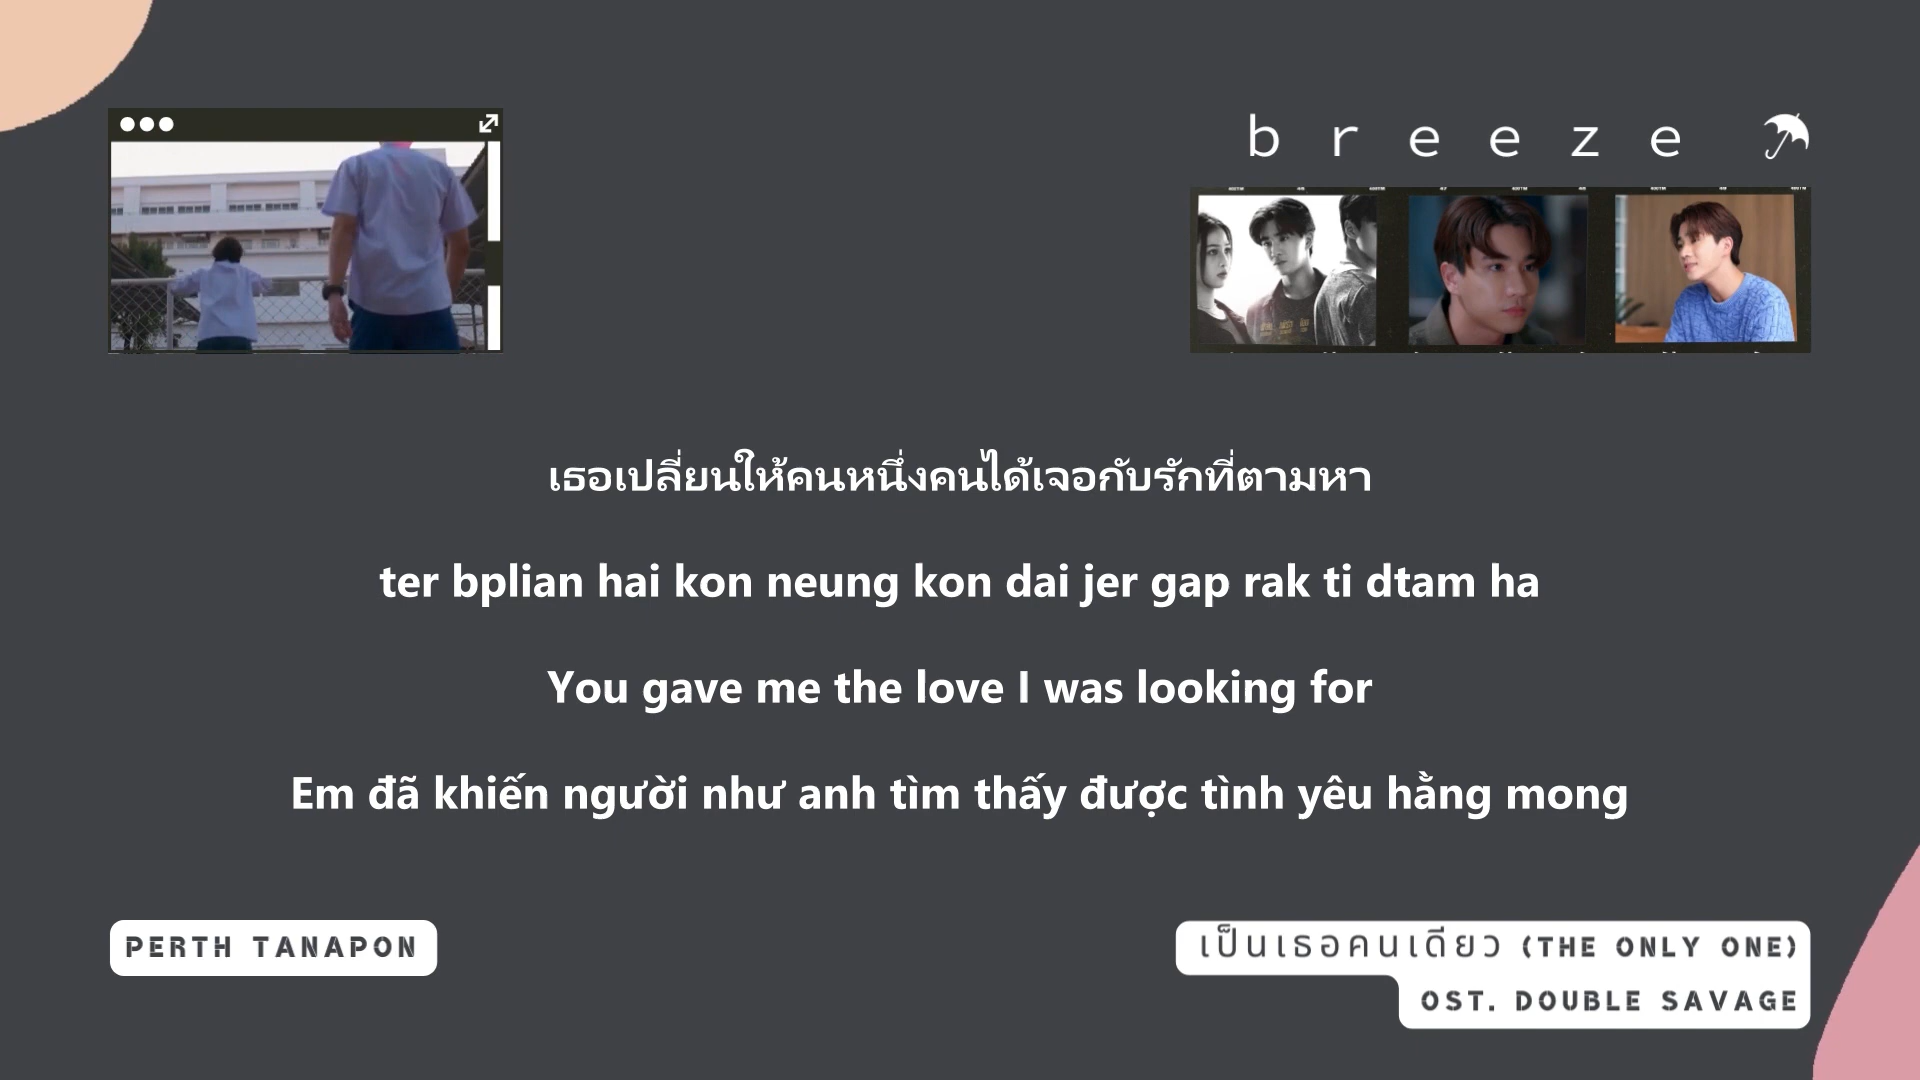 breeze
เธอเปลี่ยนให้คนหนึ่งคนได้เจอกับรักที่ตามหา
ter bplian hai kon neung kon dai jer gap rak ti dtam ha
You gave me the love I was looking for
Em đã khiến người như anh tìm thấy được tình yêu hằng mong
PERTH TANAPON
เป็นเธอคนเดียว (THE ONLY ONE)
OST. DOUBLE SAVAGE